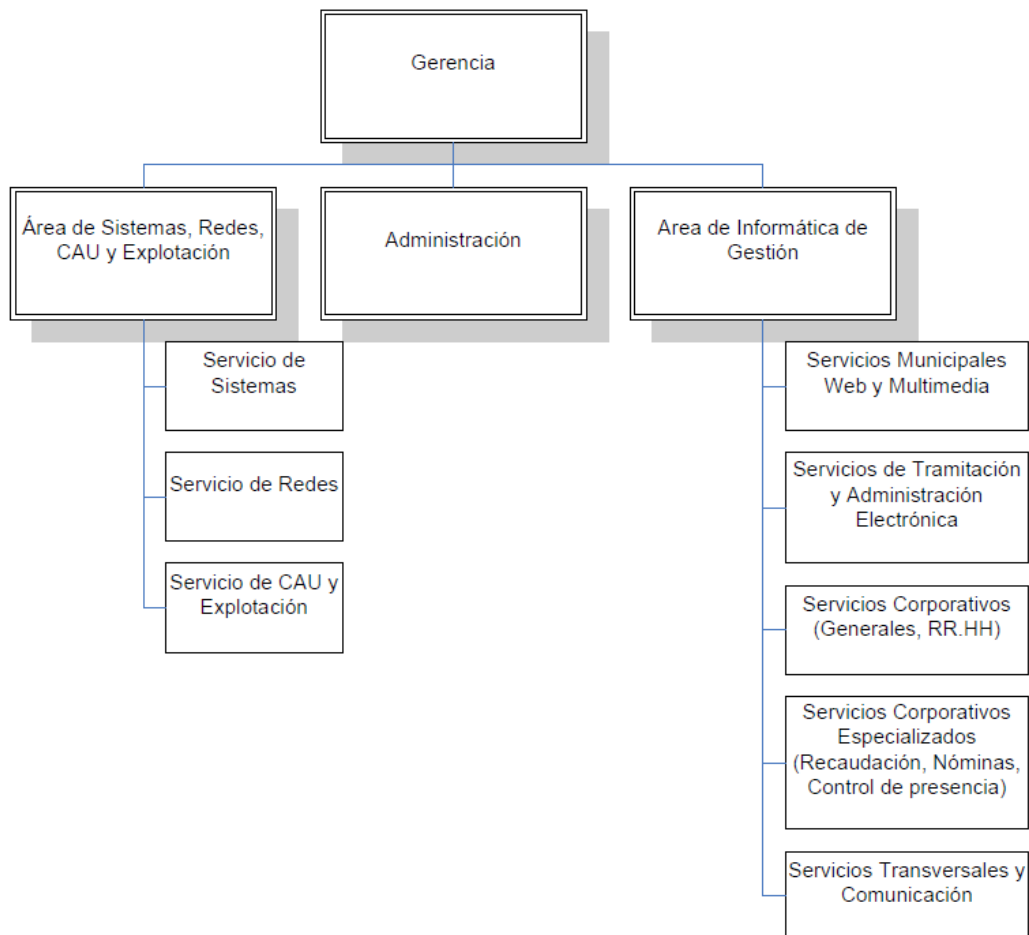 Gerencia
Área de Sistemas, Redes,
CAU y Explotación
Administración
Area de Informática de
Gestión
Servicio de
Sistemas
Servicio de Redes
Servicio de CAU y
Explotación
Servicios Municipales
Web y Multimedia
Servicios de Tramitación
y Administración
Electrónica
Servicios Corporativos
(Generales, RR.HH)
Servicios Corporativos
Especializados
(Recaudación, Nóminas,
Control de presencia)
Servicios Transversales y
Comunicación